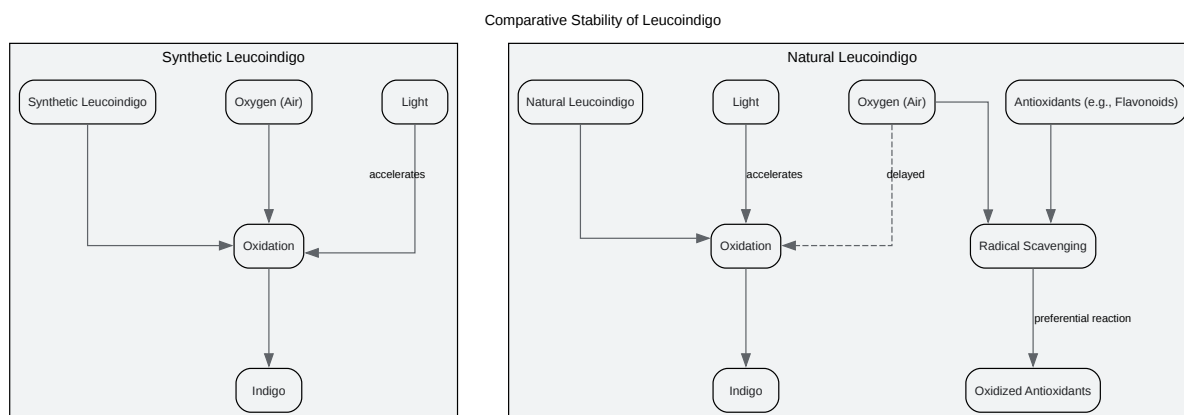 Comparative Stability of Leucoindigo
Synthetic Leucoindigo
Synthetic Leucoindigo
Oxygen (Air)
Light
accelerates
Oxidation
Indigo
Natural Leucoindigo
Natural Leucoindigo
Light
Oxygen (Air)
Antioxidants (e.g., Flavonoids)
accelerates
delayed
Oxidation
Radical Scavenging
preferential reaction
Indigo
Oxidized Antioxidants